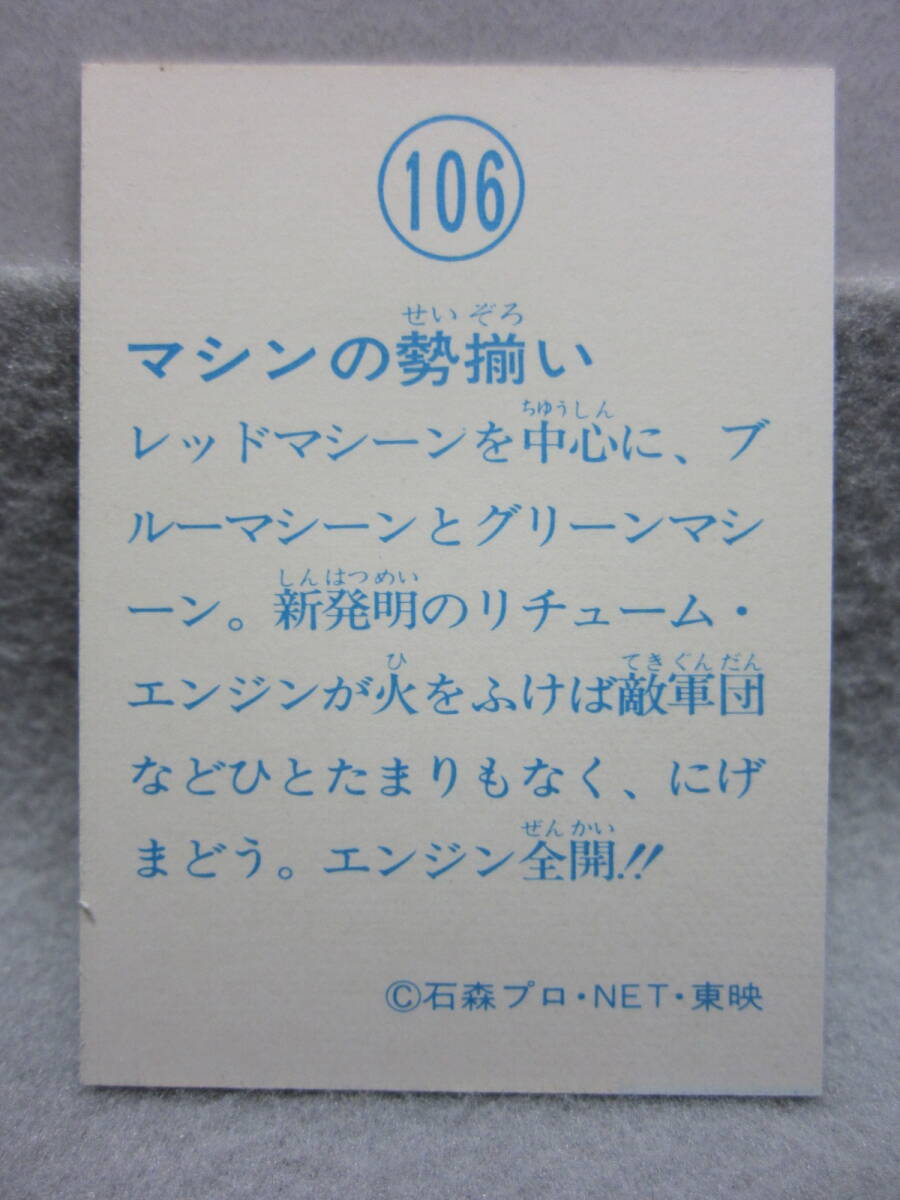 106
せいぞろ
マシンの勢揃い
ちゆうしん
レッドマシーンを中心に、ブ
ルーマシーンとグリーンマシ
しんはつめい
ーン。新発明のリチューム・
ひ てきぐんだん
エンジンが火をふけば敵軍団
などひとたまりもなく、にげ
ぜんかい
まどう。エンジン全開!!
©石森プロ・NET・東映